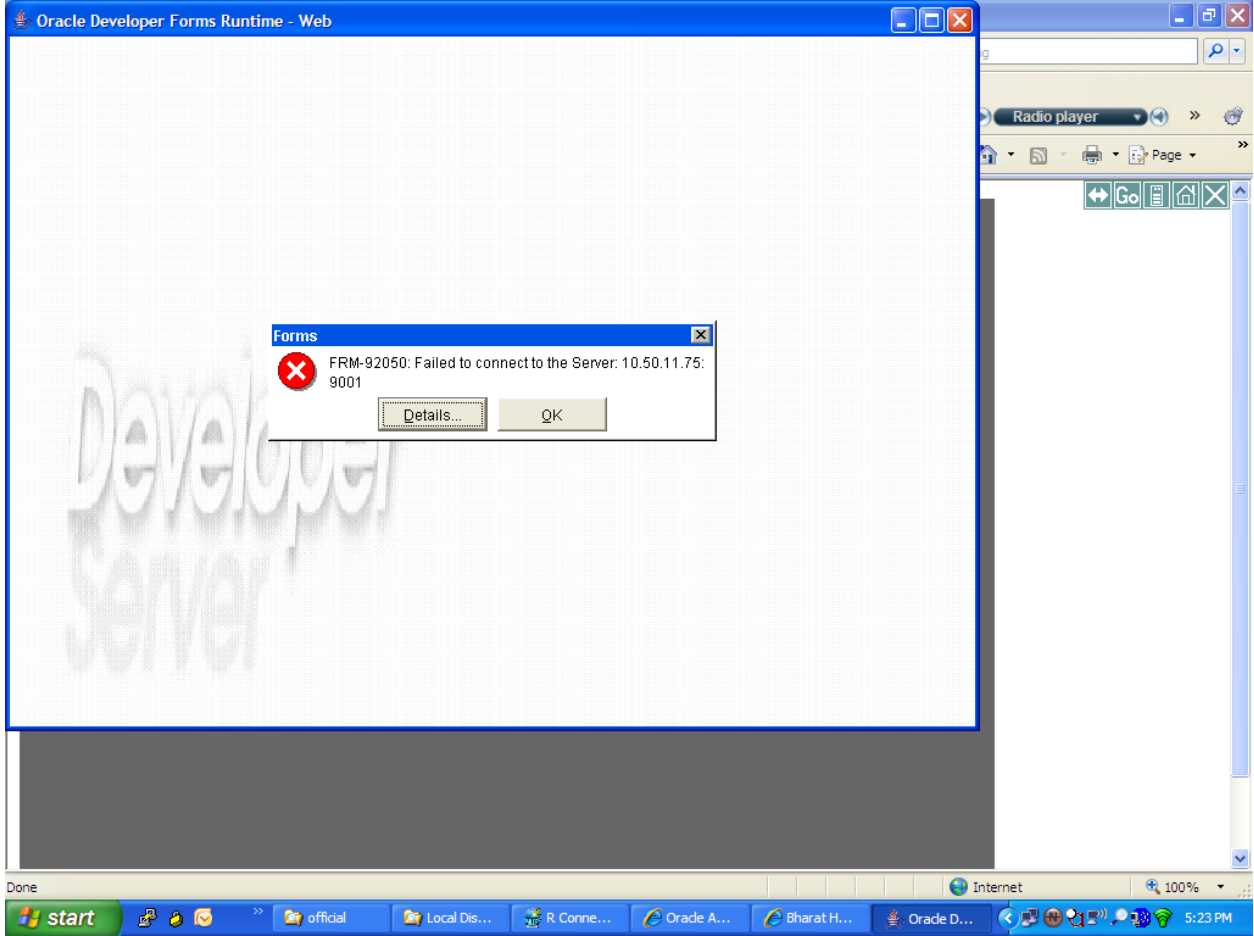 Oracle Developer Forms Runtime - Web
g
Radio player
»
»
Page
Go
Forms
FRM-92050: Failed to connect to the Server: 10.50.11.75:
9001
Details...
OK
Developer
Server
Done
Internet
100%
start
»
official
Local Dis...
R Conne...
Oracle A...
Bharat H...
Oracle D...
5:23 PM